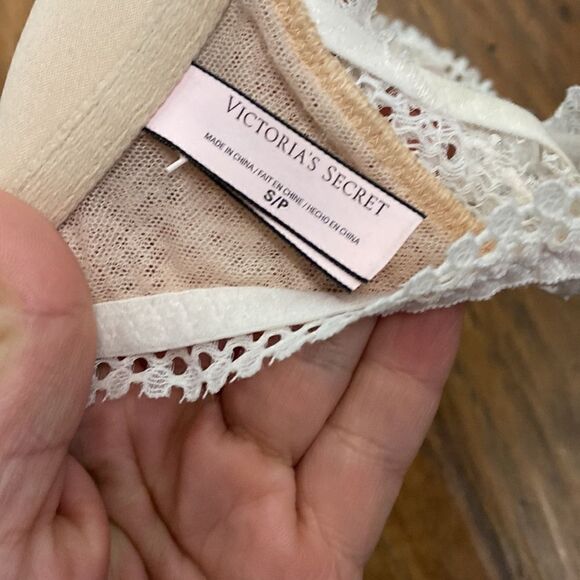 VICTORIA'S SECRET
MADE IN CHINA / FAIT EN CHINE / HECHO EN CHINA
S/P